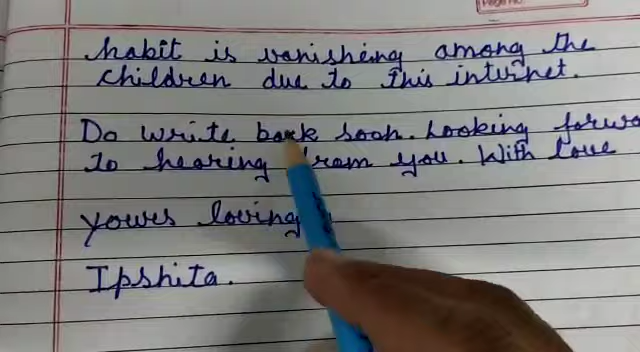 habit is vanishing among the
children due to this internet.
Do write back soon. Looking forwa
to hearing from you. With love
yours loving
Ipshita.